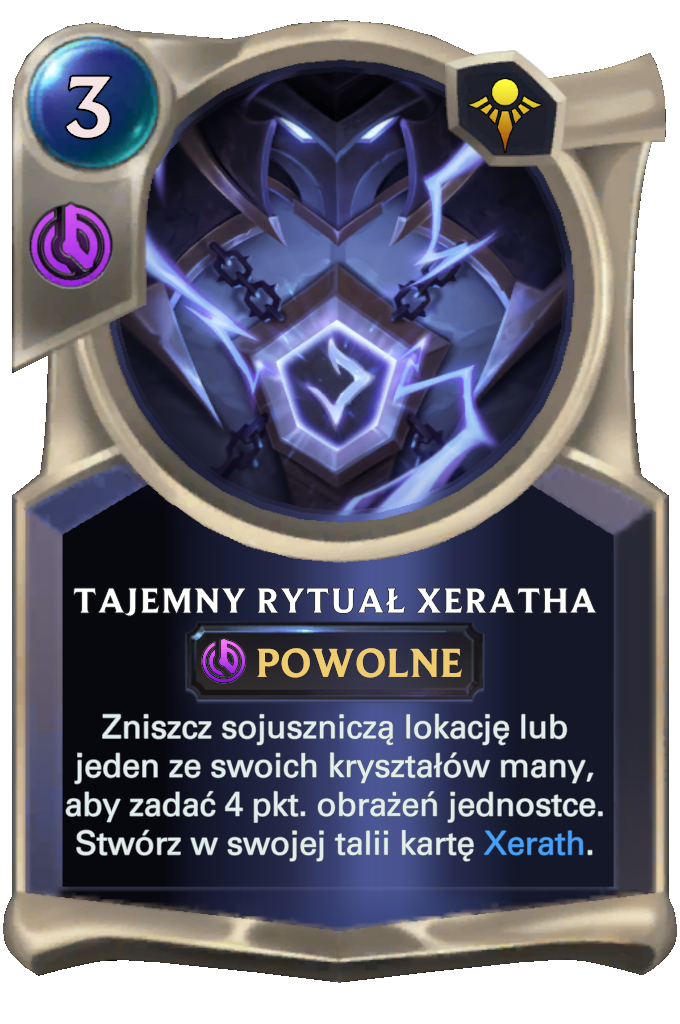 3
TAJEMNY RYTUAŁ XERATHA
POWOLNE
Zniszcz sojuszniczą lokację lub
jeden ze swoich kryształów many,
aby zadać 4 pkt. obrażeń jednostce.
Stwórz w swojej talii kartę Xerath.